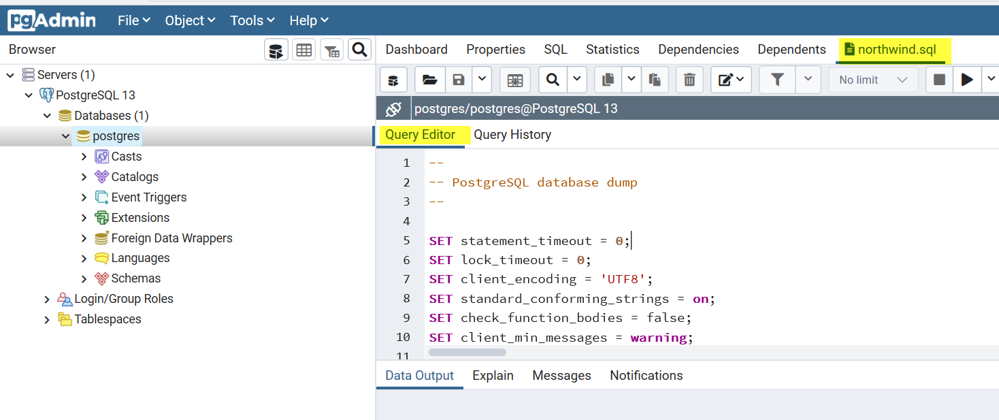 pgAdmin File Object Tools Help
Browser
Servers (1)
PostgreSQL 13
Databases (1)
postgres
Casts
Catalogs
Event Triggers
Extensions
Foreign Data Wrappers
Languages
Schemas
Login/Group Roles
Tablespaces
Dashboard Properties SQL Statistics Dependencies Dependents northwind.sql
No limit
postgres/postgres@PostgreSQL 13
Query Editor Query History
1 --
2 -- PostgreSQL database dump
3 --
4
5 SET statement_timeout = 0;
6 SET lock_timeout = 0;
7 SET client_encoding = 'UTF8';
8 SET standard_conforming_strings = on;
9 SET check_function_bodies = false;
10 SET client_min_messages = warning;
11
Data Output Explain Messages Notifications